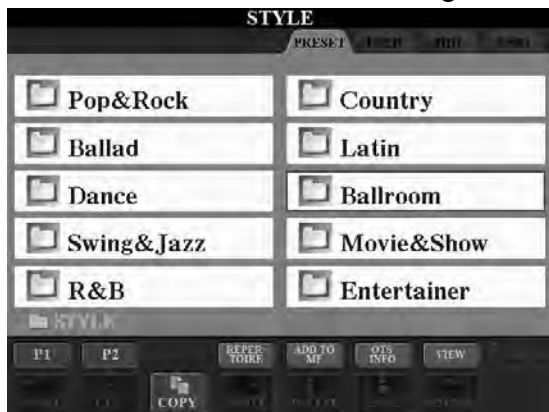 STYLE
PRESET
Pop&Rock
Country
Ballad
Latin
Dance
Ballroom
Swing&Jazz
Movie&Show
R&B
Entertainer
STYLE
P1 P2 REPER-TOIRE ADD TO MF OTS INFO VIEW
COPY